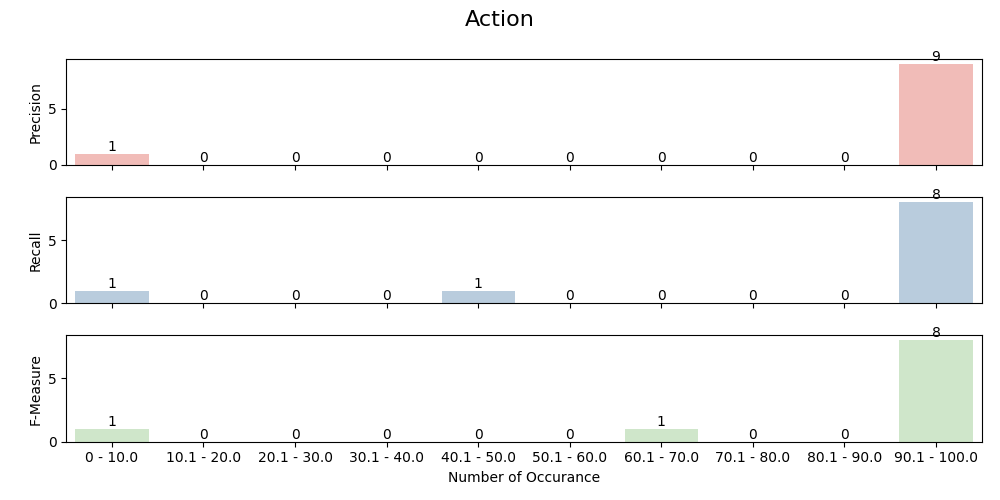 Action
Precision
5
0
1 0 0 0 0 0 0 0 0 9
Recall
5
0
1 0 0 0 1 0 0 0 0 8
F-Measure
5
0
1 0 0 0 0 0 1 0 0 8
0 - 10.0 10.1 - 20.0 20.1 - 30.0 30.1 - 40.0 40.1 - 50.0 50.1 - 60.0 60.1 - 70.0 70.1 - 80.0 80.1 - 90.0 90.1 - 100.0
Number of Occurance